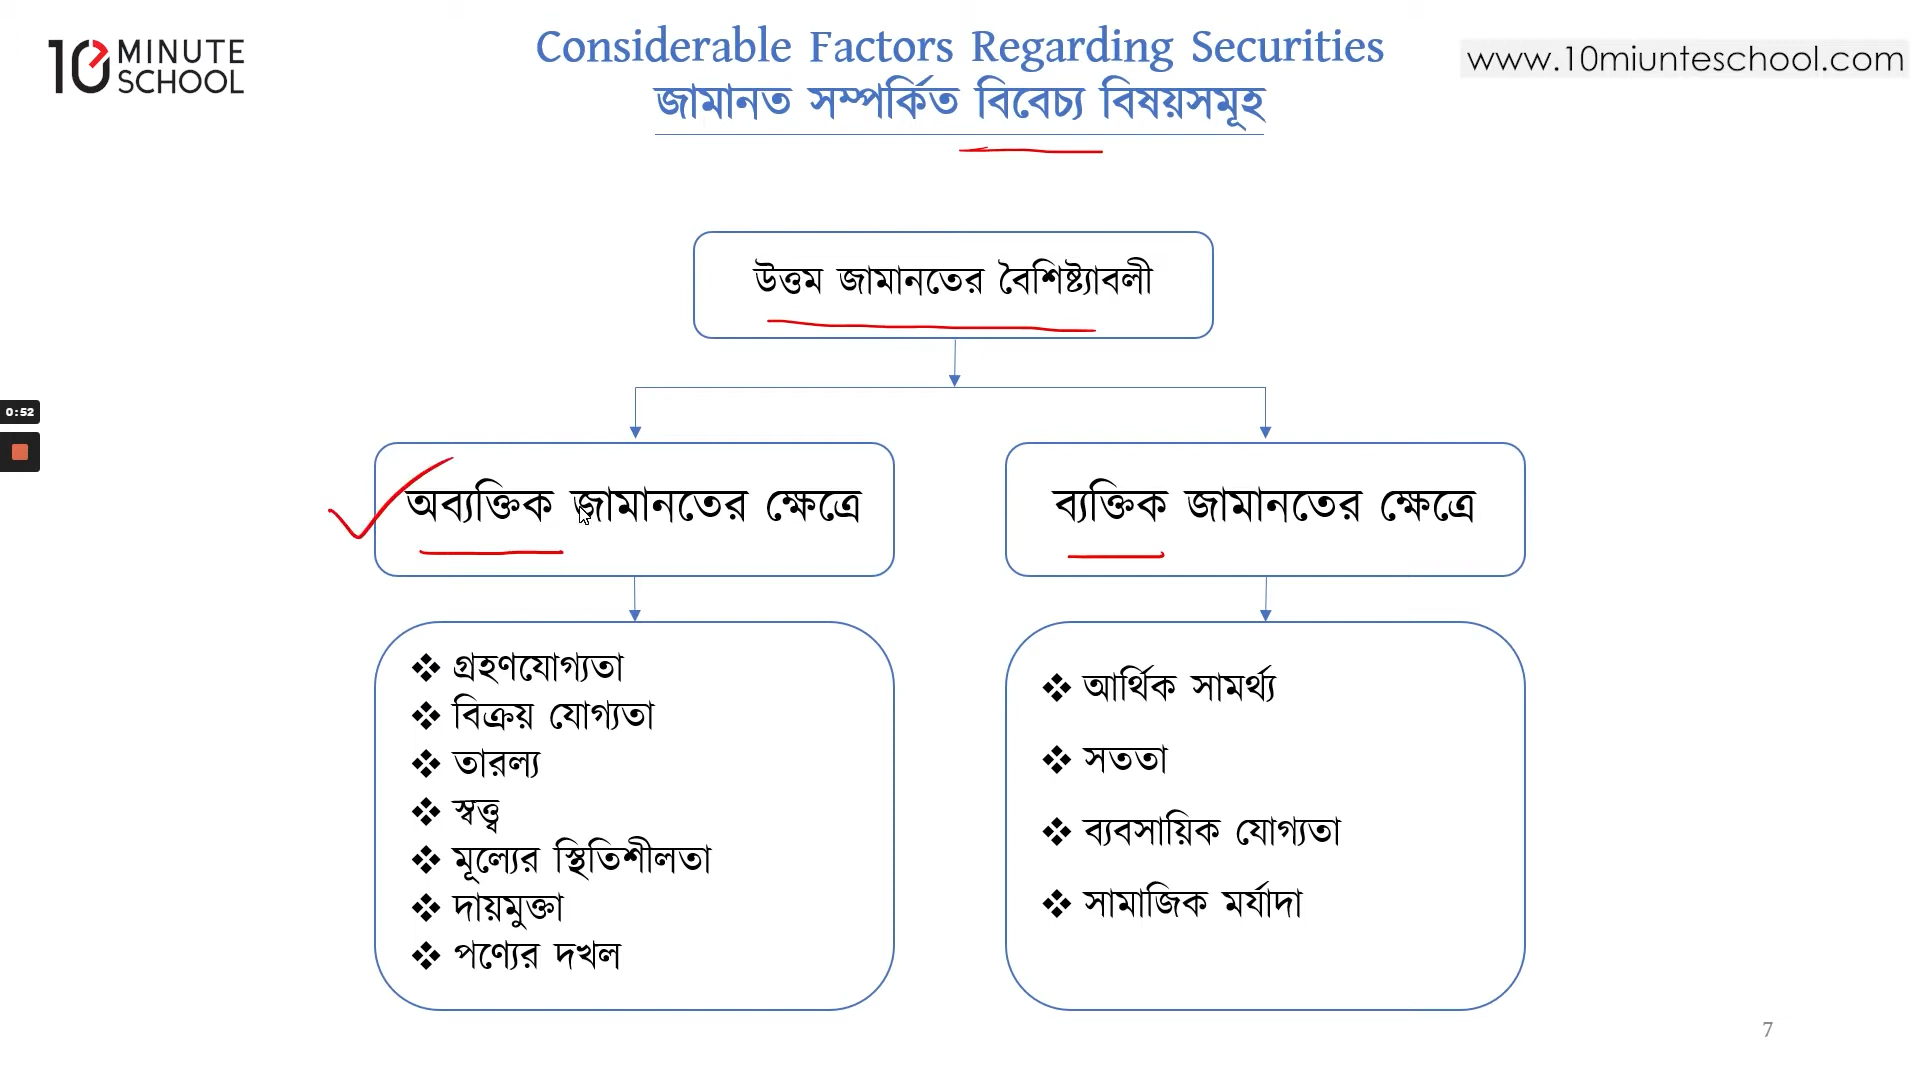 10 MINUTE SCHOOL
Considerable Factors Regarding Securities
জামানত সম্পর্কিত বিবেচ্য বিষয়সমূহ
www.10miunteschool.com
উত্তম জামানতের বৈশিষ্ট্যাবলী
0:52
অব্যক্তিক জামানতের ক্ষেত্রে
ব্যক্তিক জামানতের ক্ষেত্রে
❖ গ্রহণযোগ্যতা
❖ বিক্রয় যোগ্যতা
❖ তারল্য
❖ স্বত্ত্ব
❖ মূল্যের স্থিতিশীলতা
❖ দায়মুক্তা
❖ পণ্যের দখল
❖ আর্থিক সামর্থ্য
❖ সততা
❖ ব্যবসায়িক যোগ্যতা
❖ সামাজিক মর্যাদা
7